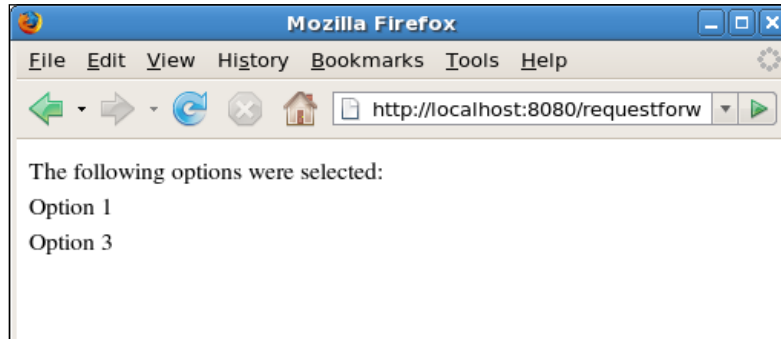 Mozilla Firefox
File Edit View History Bookmarks Tools Help
http://localhost:8080/requestforw
The following options were selected:
Option 1
Option 3